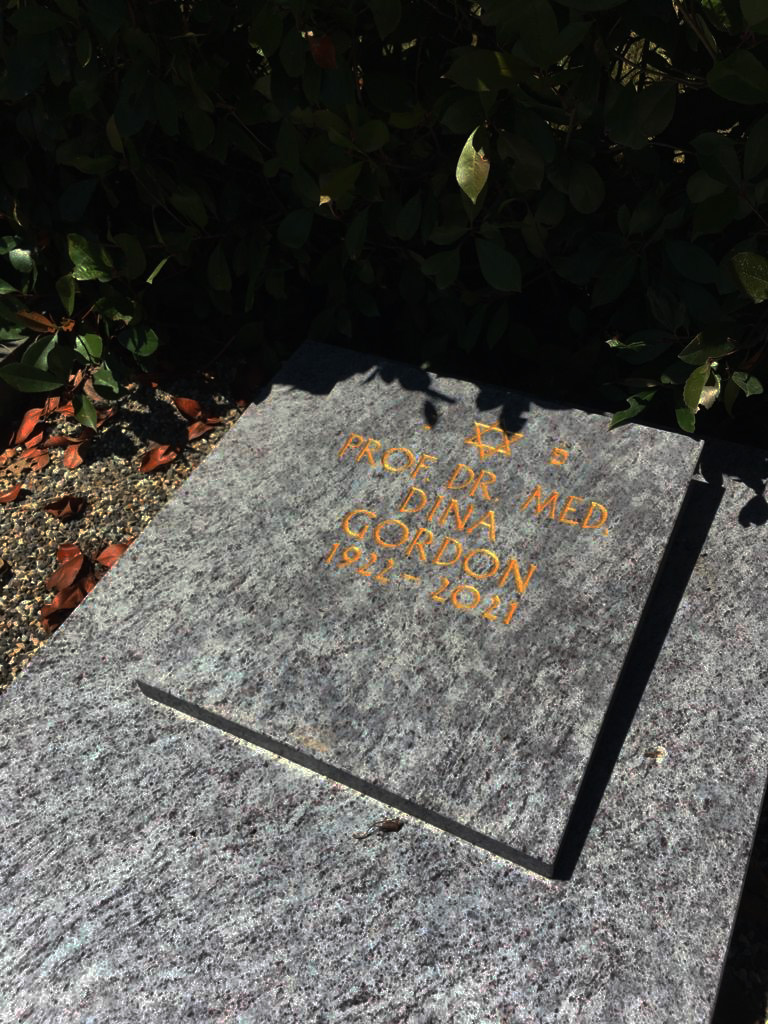 PROF. DR. MED.
DINA
GORDON
1922 - 2021